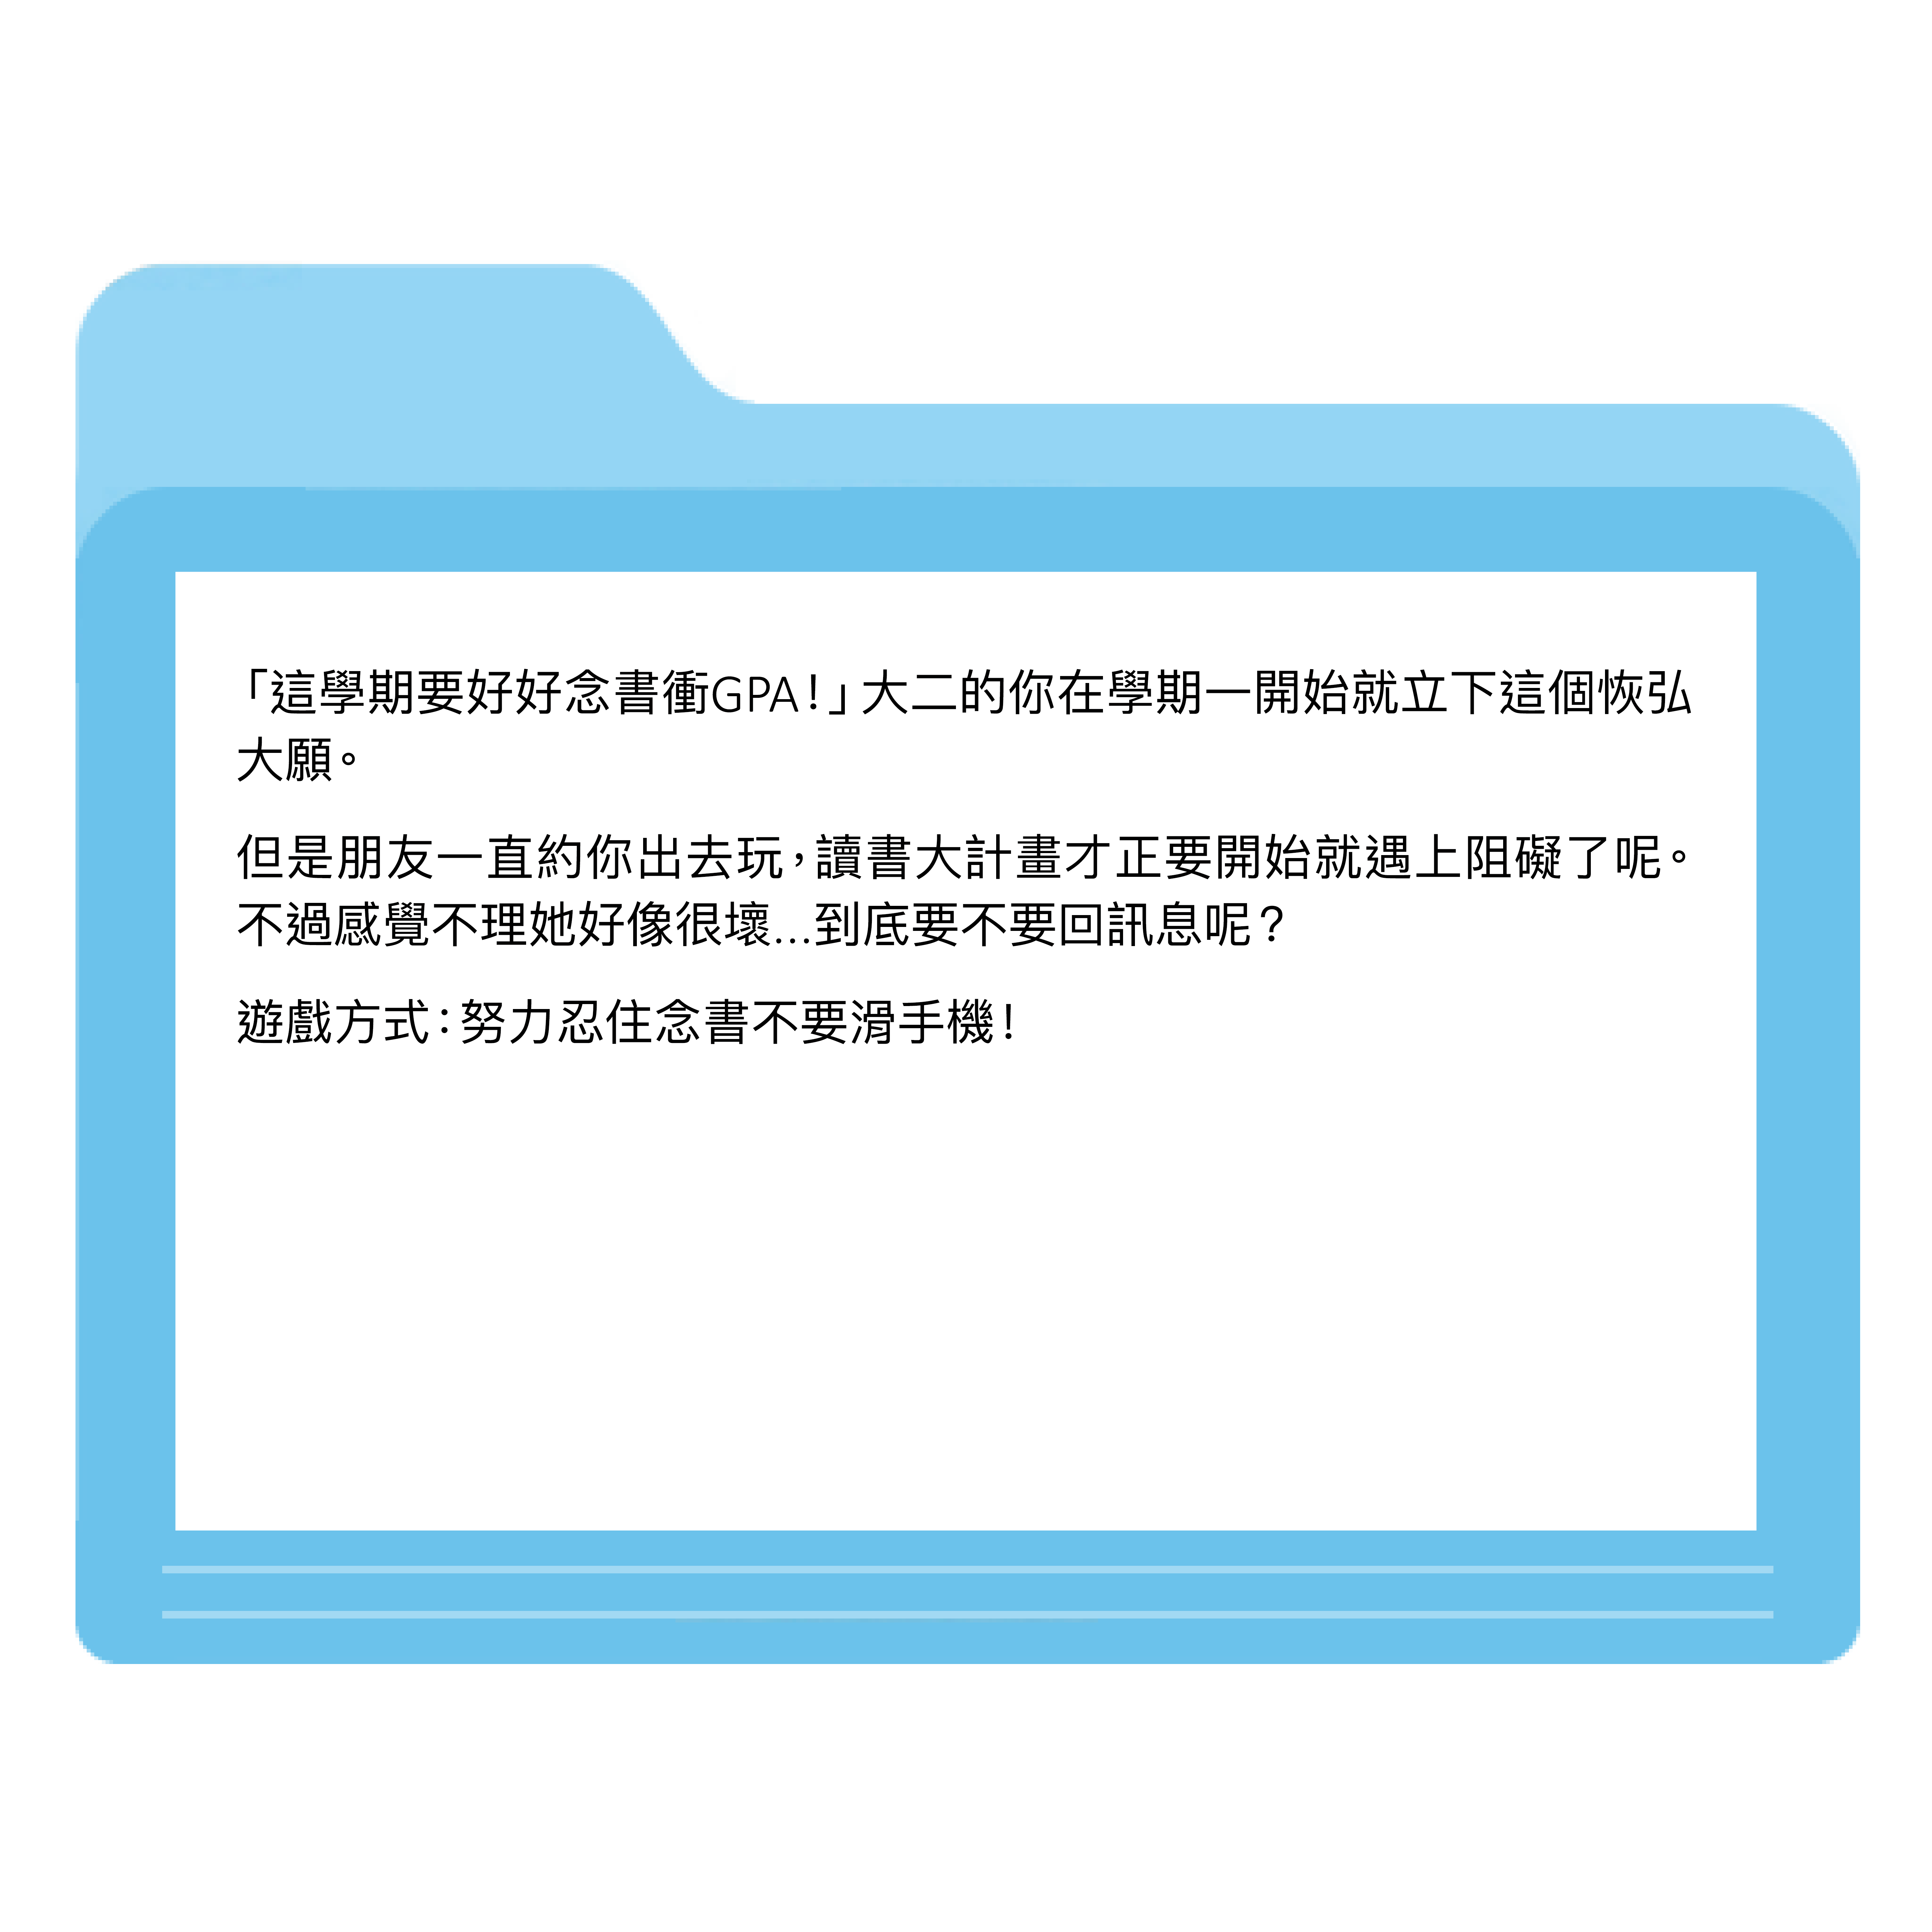 「這學期要好好念書衝GPA!」大二的你在學期一開始就立下這個恢弘
大願。
但是朋友一直約你出去玩，讀書大計畫才正要開始就遇上阻礙了呢。
不過感覺不理她好像很壞...到底要不要回訊息呢？
遊戲方式：努力忍住念書不要滑手機！